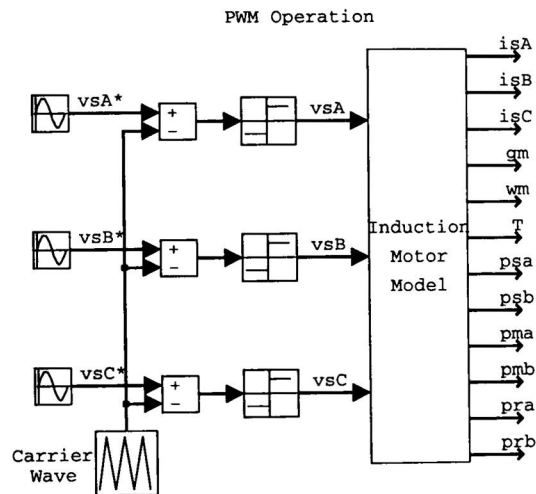 PWM Operation
isA
isB
isC
gm
wm
T
psa
psb
pma
pmb
pra
prb
vsA*
+
−
vsA
vsB*
+
−
vsB
Induction
Motor
Model
vsC*
+
−
vsC
Carrier
Wave